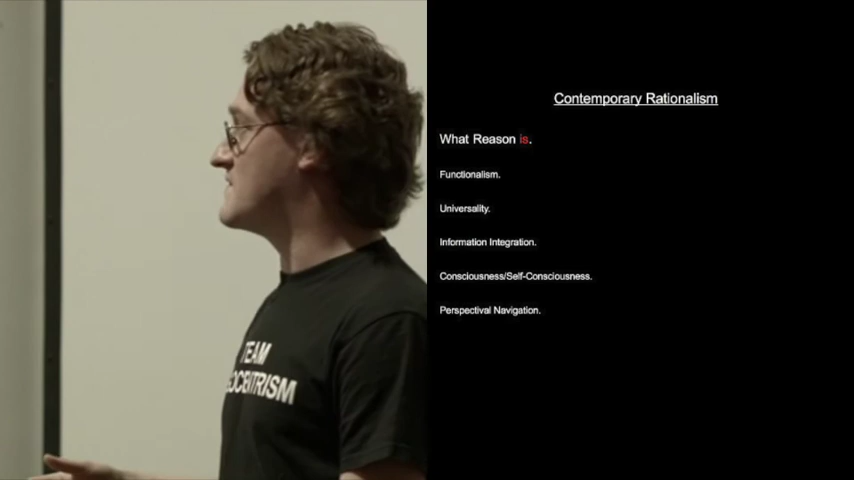 TEAM
Contemporary Rationalism
What Reason is.
Functionalism.
Universality.
Information Integration.
Consciousness/Self-Consciousness.
Perspectival Navigation.